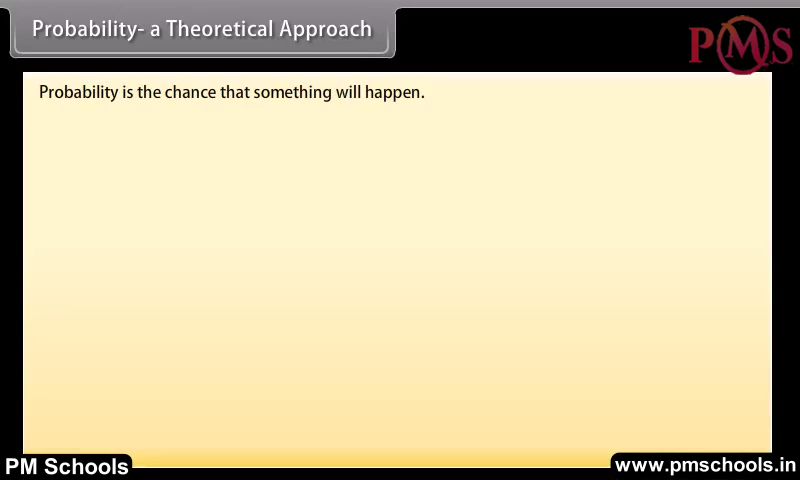 Probability- a Theoretical Approach
PMS
Probability is the chance that something will happen.
PM Schools
www.pmschools.in